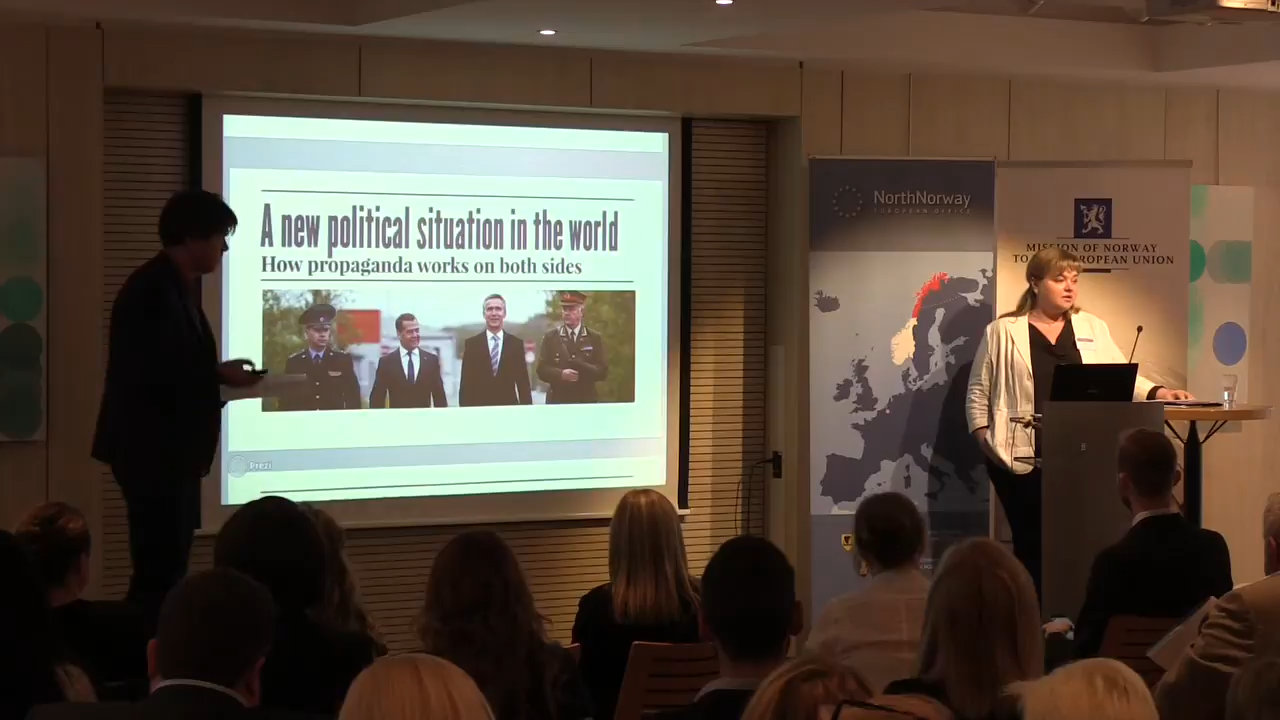 A new political situation in the world
How propaganda works on both sides
Prezi
NorthNorway
EUROPEAN OFFICE
MISSION OF NORWAY
TO EUROPEAN UNION